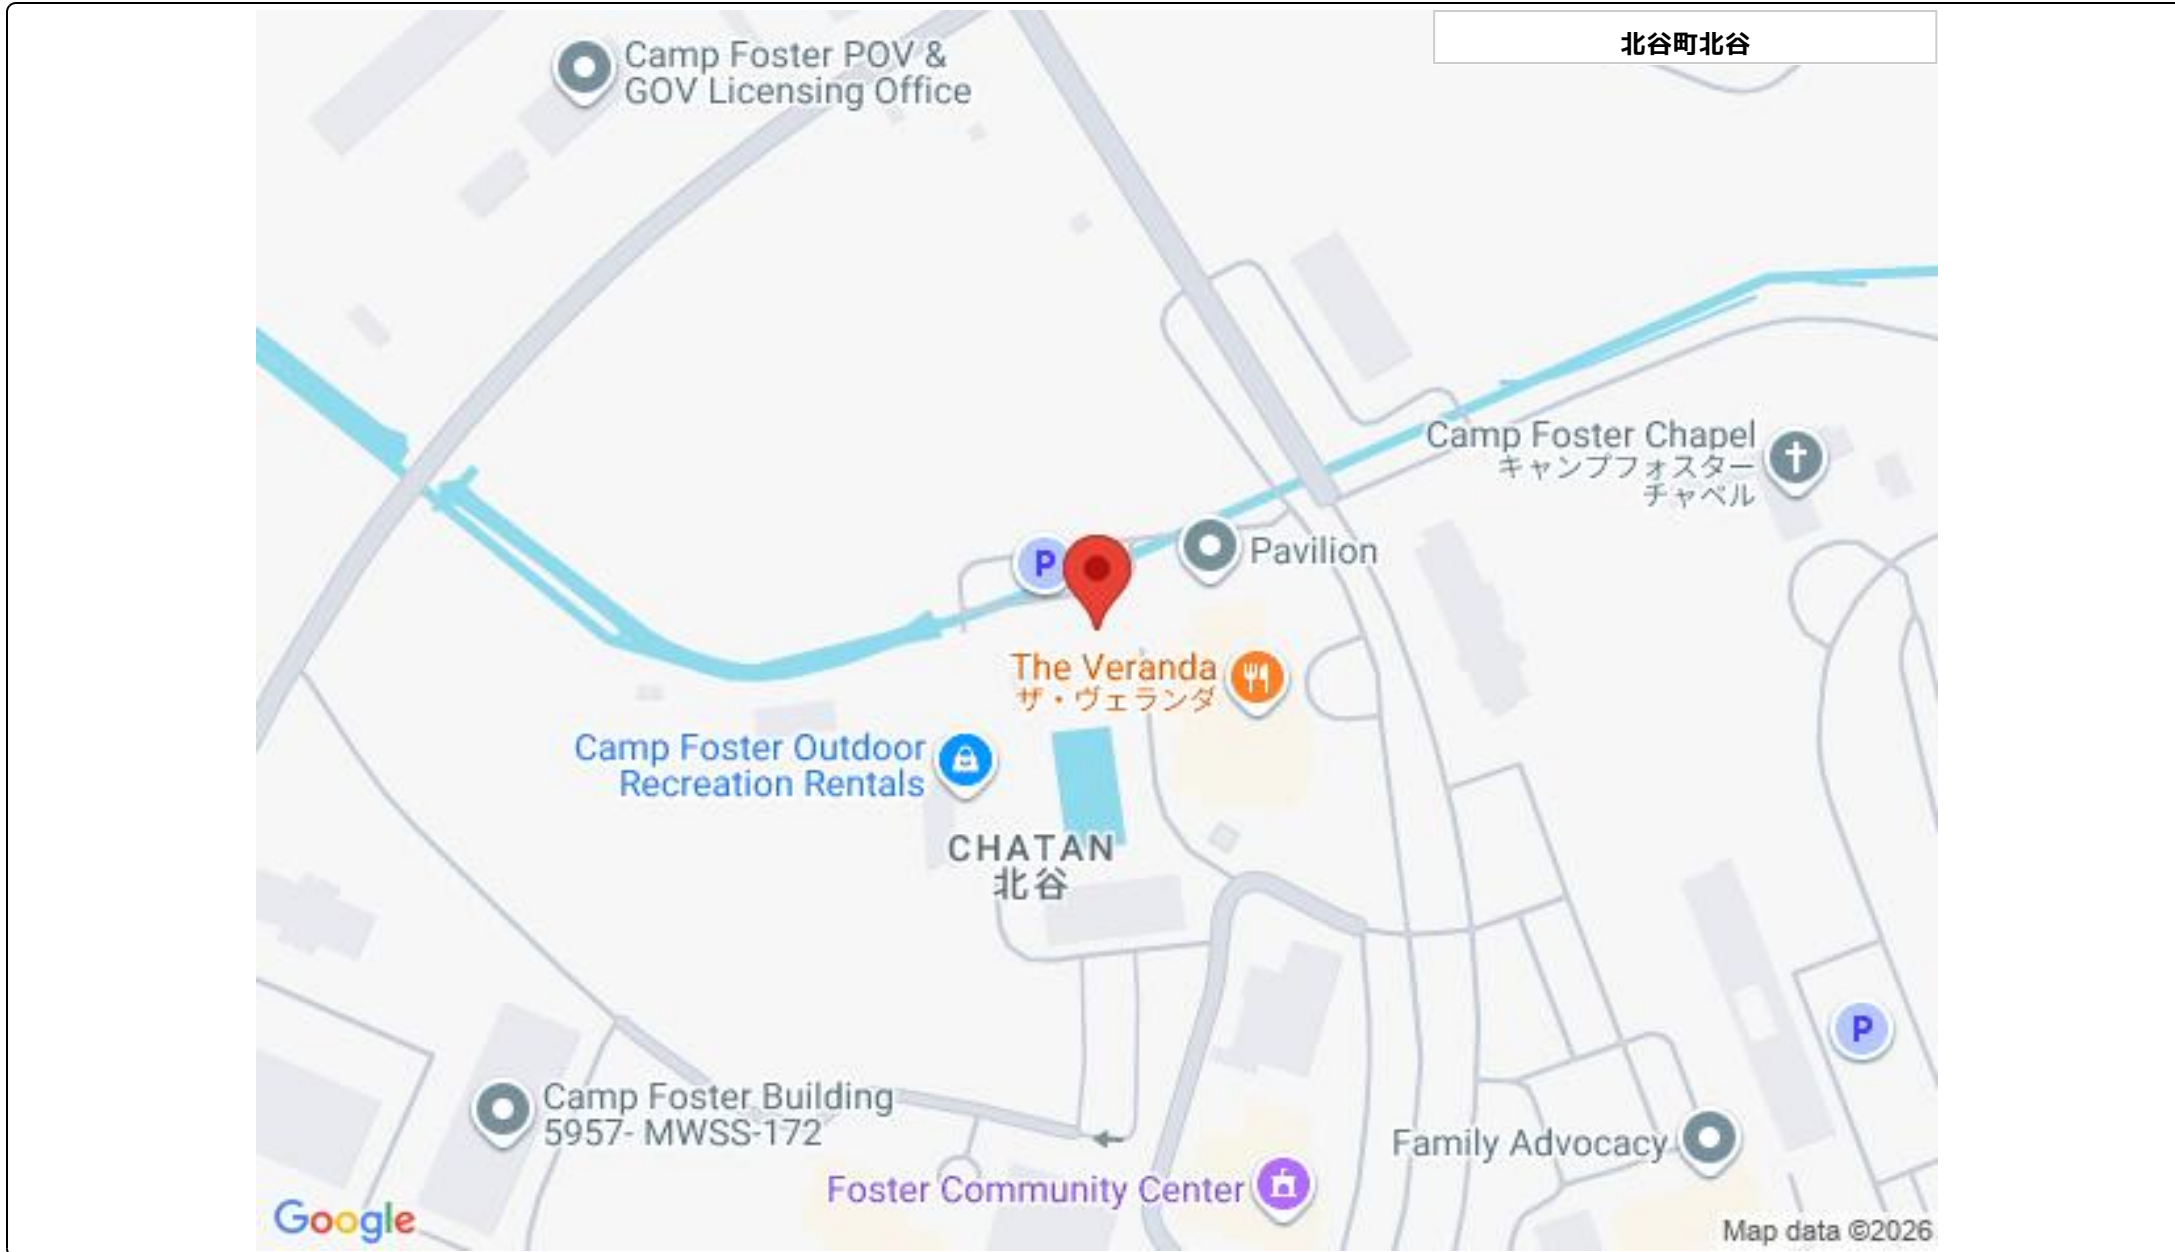 北谷町北谷
Camp Foster POV &
GOV Licensing Office
Camp Foster Chapel
キャンプフォスター
チャペル
P
Pavilion
The Veranda
ザ・ヴェランダ
Camp Foster Outdoor
Recreation Rentals
CHATAN
北谷
P
Camp Foster Building
5957- MWSS-172
Family Advocacy
Foster Community Center
Google
Map data ©2026